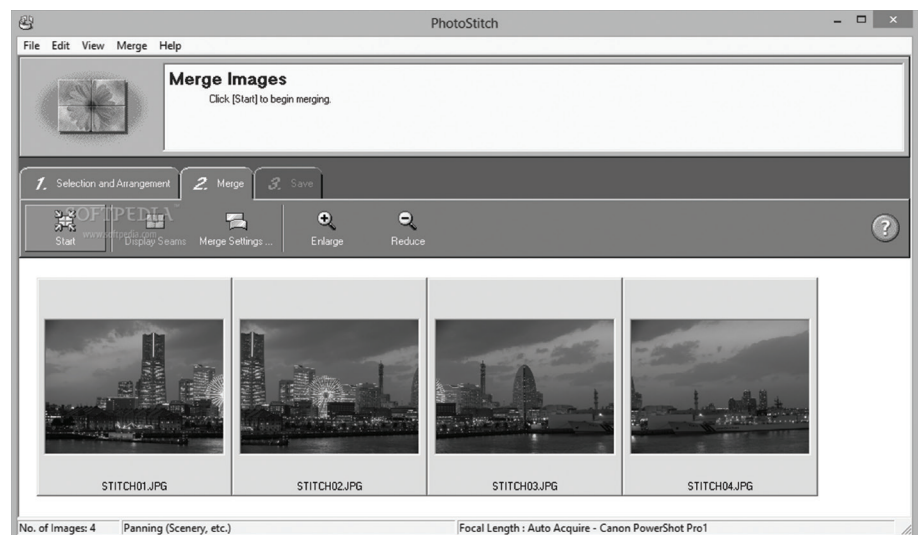 PhotoStitch
File Edit View Merge Help
Merge Images
Click [Start] to begin merging.
1. Selection and Arrangement 2. Merge 3. Save
SOFTPEDIA
www.softpedia.com
Start Display Seams Merge Settings ... Enlarge Reduce ?
STITCH01.JPG STITCH02.JPG STITCH03.JPG STITCH04.JPG
No. of Images: 4 Panning (Scenery, etc.) Focal Length : Auto Acquire - Canon PowerShot Pro1